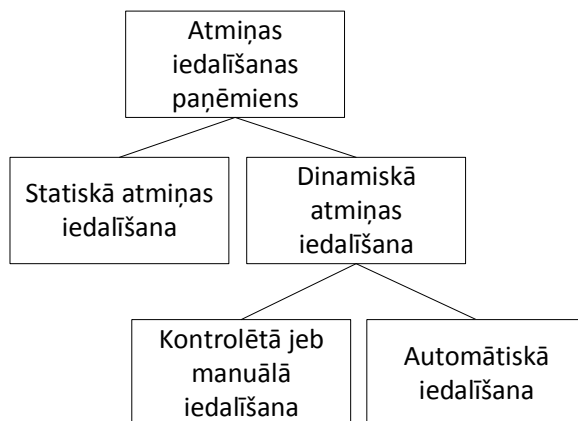 Atmiņas
iedalīšanas
paņēmiens
Statiskā atmiņas
iedalīšana
Dinamiskā
atmiņas
iedalīšana
Kontrolētā jeb
manuālā
iedalīšana
Automātiskā
iedalīšana